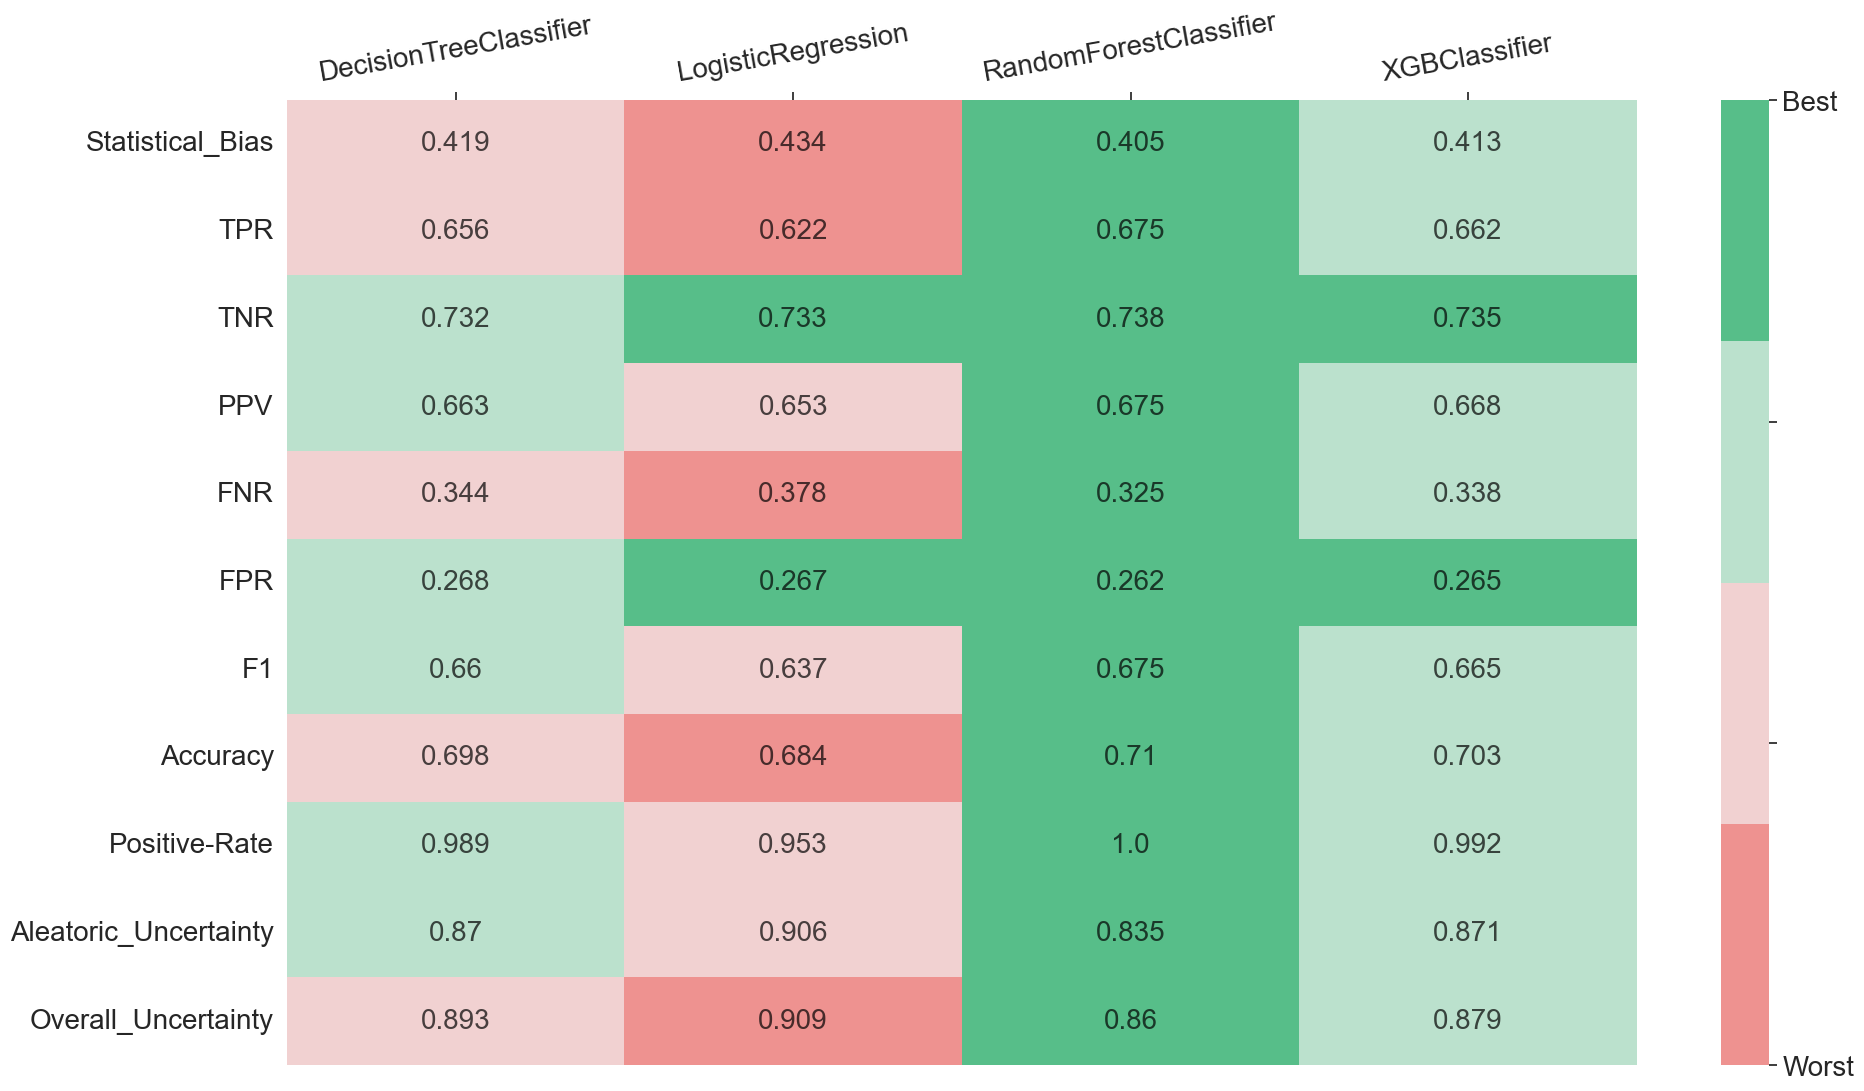 DecisionTreeClassifier LogisticRegression RandomForestClassifier XGBClassifier
Best
Statistical_Bias 0.419 0.434 0.405 0.413
TPR 0.656 0.622 0.675 0.662
TNR 0.732 0.733 0.738 0.735
PPV 0.663 0.653 0.675 0.668
FNR 0.344 0.378 0.325 0.338
FPR 0.268 0.267 0.262 0.265
F1 0.66 0.637 0.675 0.665
Accuracy 0.698 0.684 0.71 0.703
Positive-Rate 0.989 0.953 1.0 0.992
Aleatoric_Uncertainty 0.87 0.906 0.835 0.871
Overall_Uncertainty 0.893 0.909 0.86 0.879
Worst